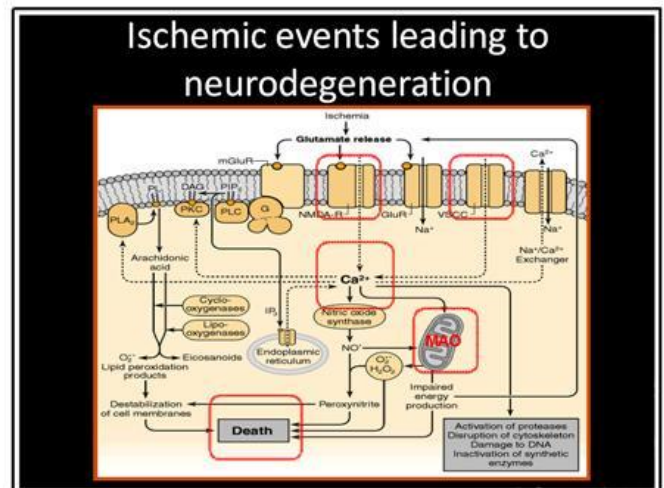 Ischemic events leading to
neurodegeneration
Ischemia
Glutamate release
mGluR
Ca²⁺
DAG
PIP₂
PLA₂
PKC
PLC
G
NMDA-R
GluR
VSCC
Na⁺
Na⁺
Na⁺/Ca²⁺
Exchanger
Arachidonic
acid
Ca²⁺
Cyclo-
oxygenases
IP₃
Nitric oxide
synthase
Lipo-
oxygenases
Endoplasmic
reticulum
NO•
MAO
O₂•⁻
Eicosanoids
O₂•⁻
H₂O₂
Lipid peroxidation
products
Impaired
energy
production
Destabilization
of cell membranes
Peroxynitrite
Death
Activation of proteases
Disruption of cytoskeleton
Damage to DNA
Inactivation of synthetic
enzymes